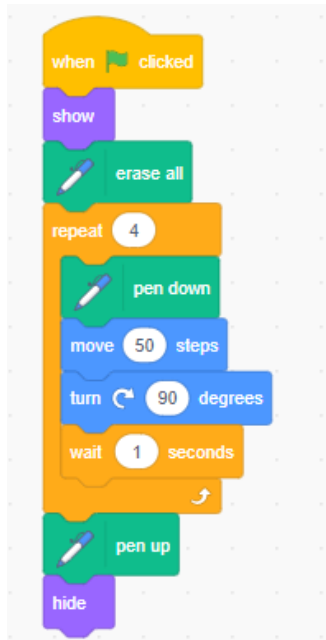 when clicked
show
erase all
repeat 4
pen down
move 50 steps
turn 90 degrees
wait 1 seconds
pen up
hide